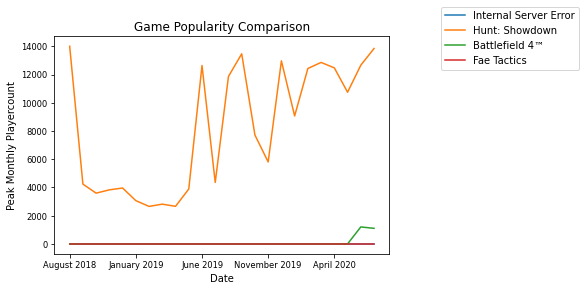 Game Popularity Comparison
Internal Server Error
Hunt: Showdown
Battlefield 4™
Fae Tactics
Peak Monthly Playercount
14000
12000
10000
8000
6000
4000
2000
0
August 2018 January 2019 June 2019 November 2019 April 2020
Date